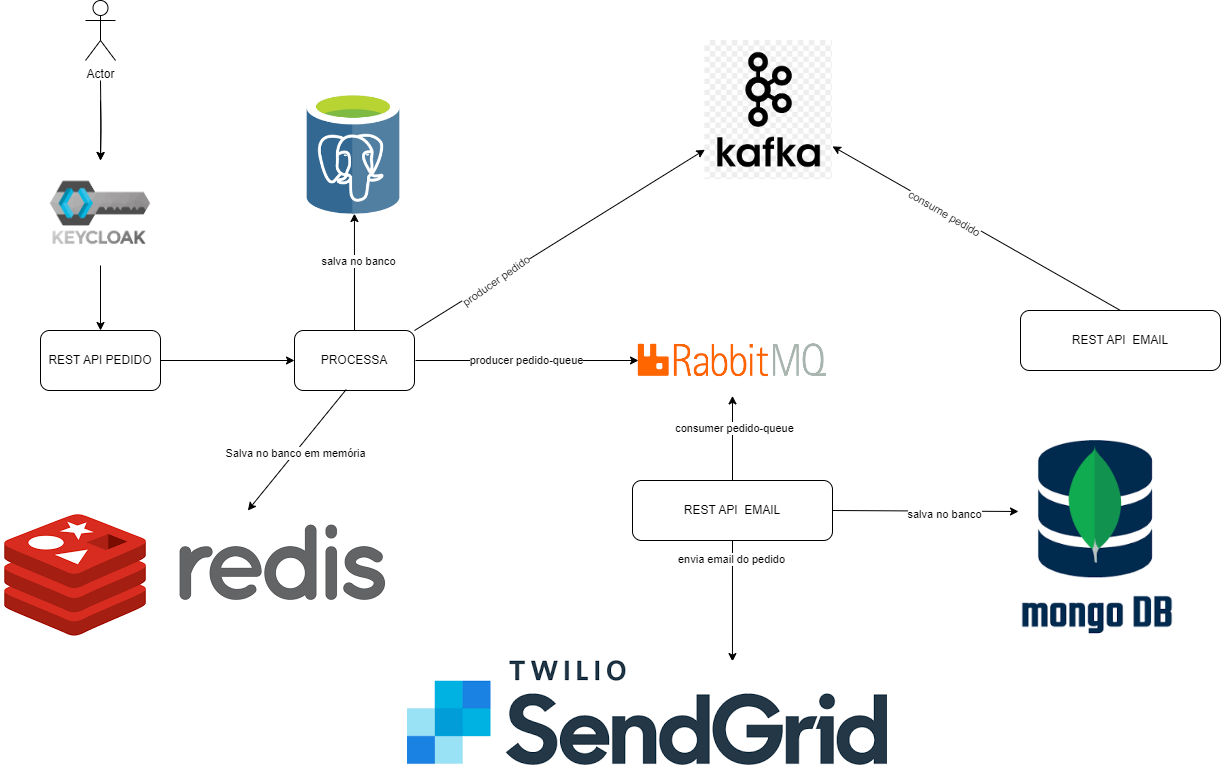 Actor
kafka
KEYCLOAK
consume pedido
salva no banco
producer pedido
REST API EMAIL
REST API PEDIDO
PROCESSA
producer pedido-queue
RabbitMQ
consumer pedido-queue
Salva no banco em memória
REST API EMAIL
salva no banco
redis
envia email do pedido
mongo DB
TWILIO
SendGrid